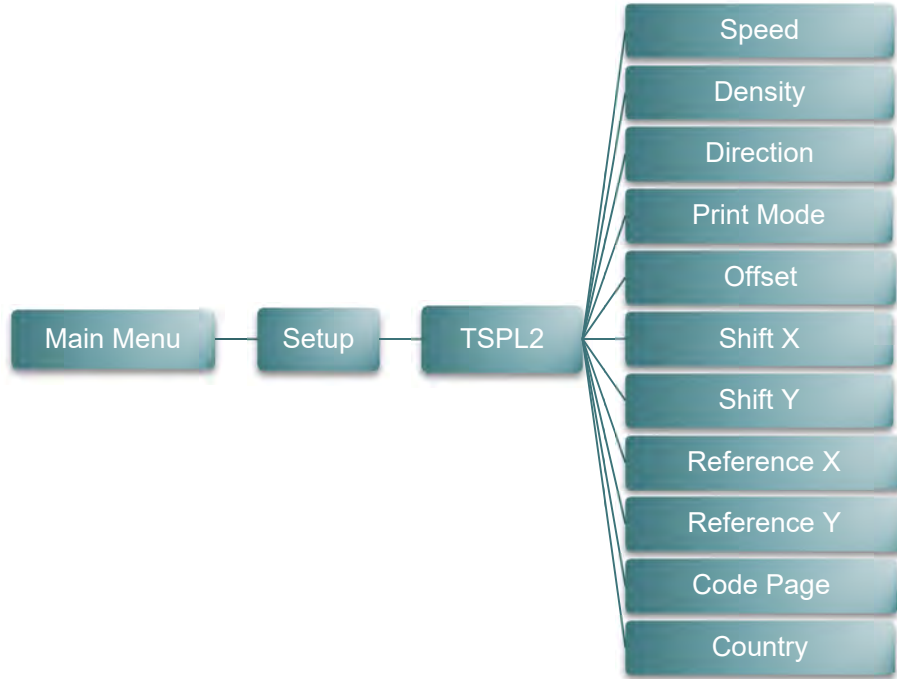 Main Menu
Setup
TSPL2
Speed
Density
Direction
Print Mode
Offset
Shift X
Shift Y
Reference X
Reference Y
Code Page
Country